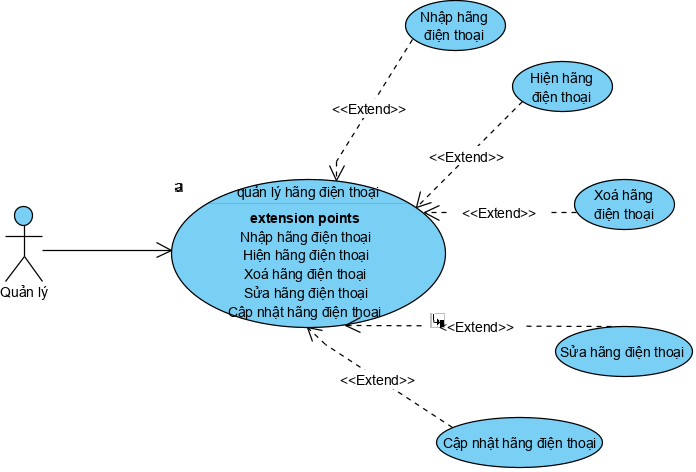 Nhập hãng
điện thoại
Hiện hãng
điện thoại
<<Extend>>
<<Extend>>
a
quản lý hãng điện thoại
Xoá hãng
điện thoại
<<Extend>>
extension points
Nhập hãng điện thoại
Hiện hãng điện thoại
Xoá hãng điện thoại
Sửa hãng điện thoại
Cập nhật hãng điện thoại
Quản lý
<<Extend>>
Sửa hãng điện thoại
<<Extend>>
Cập nhật hãng điện thoại